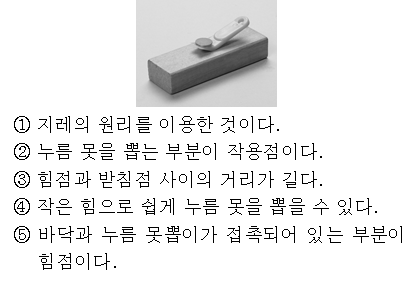 ① 지레의 원리를 이용한 것이다.
② 누름 못을 뽑는 부분이 작용점이다.
③ 힘점과 받침점 사이의 거리가 길다.
④ 작은 힘으로 쉽게 누름 못을 뽑을 수 있다.
⑤ 바닥과 누름 못뽑이가 접촉되어 있는 부분이
힘점이다.